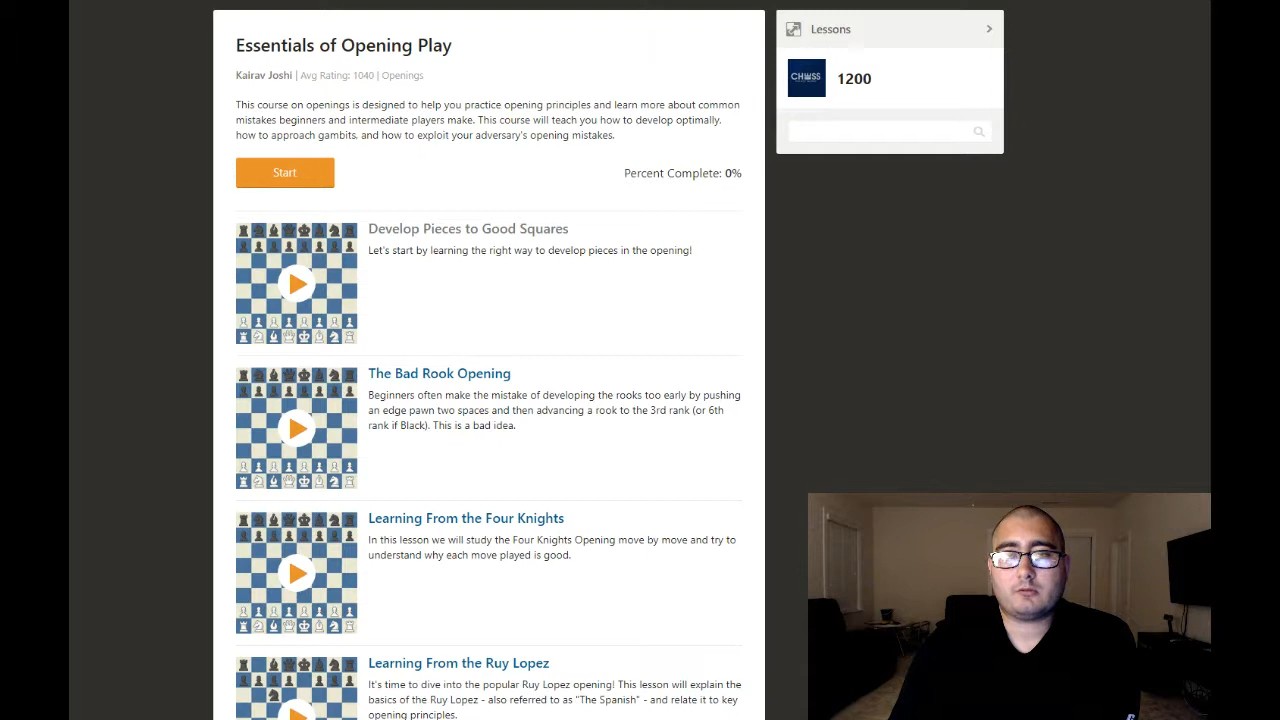 Essentials of Opening Play
Kairav Joshi | Avg Rating: 1040 | Openings
This course on openings is designed to help you practice opening principles and learn more about common
mistakes beginners and intermediate players make. This course will teach you how to develop optimally,
how to approach gambits, and how to exploit your adversary's opening mistakes.
Start
Percent Complete: 0%
Develop Pieces to Good Squares
Let's start by learning the right way to develop pieces in the opening!
The Bad Rook Opening
Beginners often make the mistake of developing the rooks too early by pushing
an edge pawn two spaces and then advancing a rook to the 3rd rank (or 6th
rank if Black). This is a bad idea.
Learning From the Four Knights
In this lesson we will study the Four Knights Opening move by move and try to
understand why each move played is good.
Learning From the Ruy Lopez
It's time to dive into the popular Ruy Lopez opening! This lesson will explain the
basics of the Ruy Lopez - also referred to as "The Spanish" - and relate it to key
opening principles.
Lessons
CHWSS
1200